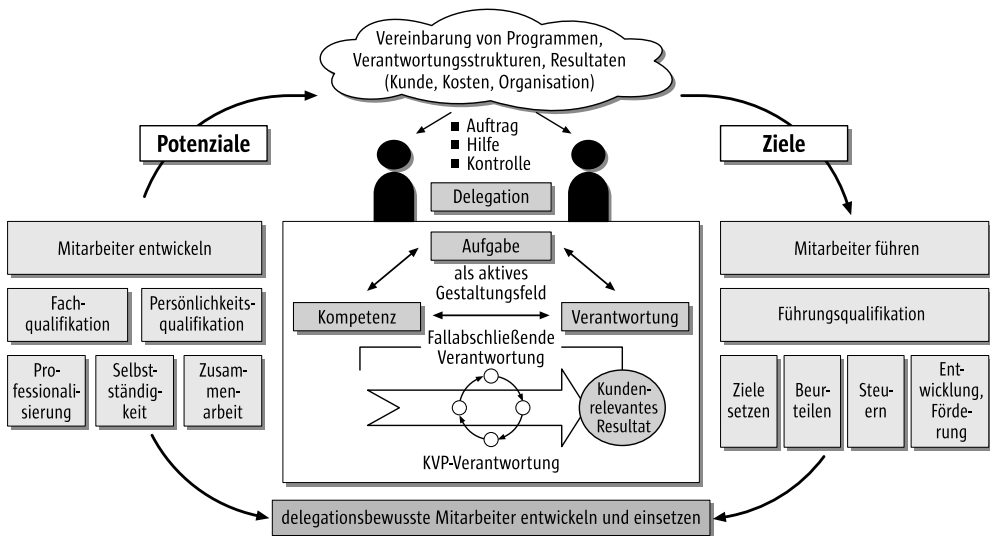 Vereinbarung von Programmen,
Verantwortungsstrukturen, Resultaten
(Kunde, Kosten, Organisation)
Potenziale
■ Auftrag
■ Hilfe
■ Kontrolle
Ziele
Delegation
Mitarbeiter entwickeln
Fach-
qualifikation
Persönlichkeits-
qualifikation
Pro-
fessionali-
sierung
Selbst-
ständig-
keit
Zusam-
men-
arbeit
Aufgabe
als aktives
Gestaltungsfeld
Kompetenz
Verantwortung
Fallabschließende
Verantwortung
Kunden-
relevantes
Resultat
KVP-Verantwortung
Mitarbeiter führen
Führungsqualifikation
Ziele
setzen
Beur-
teilen
Steu-
ern
Ent-
wicklung,
Förde-
rung
delegationsbewusste Mitarbeiter entwickeln und einsetzen